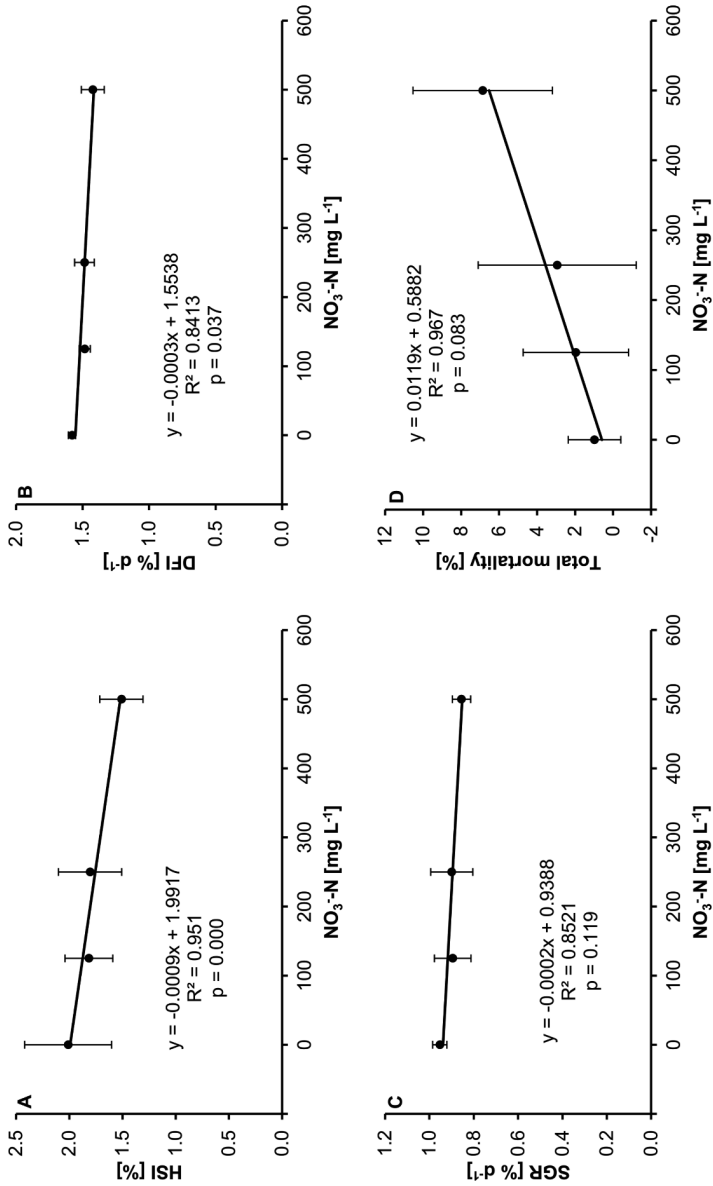 A
2.5
2.0
1.5
1.0
0.5
0.0
HSI [%]
y = -0.0009x + 1.9917
R² = 0.951
p = 0.000
0 100 200 300 400 500 600
NO₃⁻-N [mg L⁻¹]
B
2.0
1.5
1.0
0.5
0.0
DFI [% d⁻¹]
y = -0.0003x + 1.5538
R² = 0.8413
p = 0.037
0 100 200 300 400 500 600
NO₃⁻-N [mg L⁻¹]
C
1.2
1.0
0.8
0.6
0.4
0.2
0.0
SGR [% d⁻¹]
y = -0.0002x + 0.9388
R² = 0.8521
p = 0.119
0 100 200 300 400 500 600
NO₃⁻-N [mg L⁻¹]
D
12
10
8
6
4
2
0
-2
Total mortality [%]
y = 0.0119x + 0.5882
R² = 0.967
p = 0.083
0 100 200 300 400 500 600
NO₃⁻-N [mg L⁻¹]